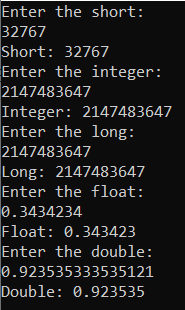 Enter the short:
32767
Short: 32767
Enter the integer:
2147483647
Integer: 2147483647
Enter the long:
2147483647
Long: 2147483647
Enter the float:
0.3434234
Float: 0.343423
Enter the double:
0.923535333535121
Double: 0.923535